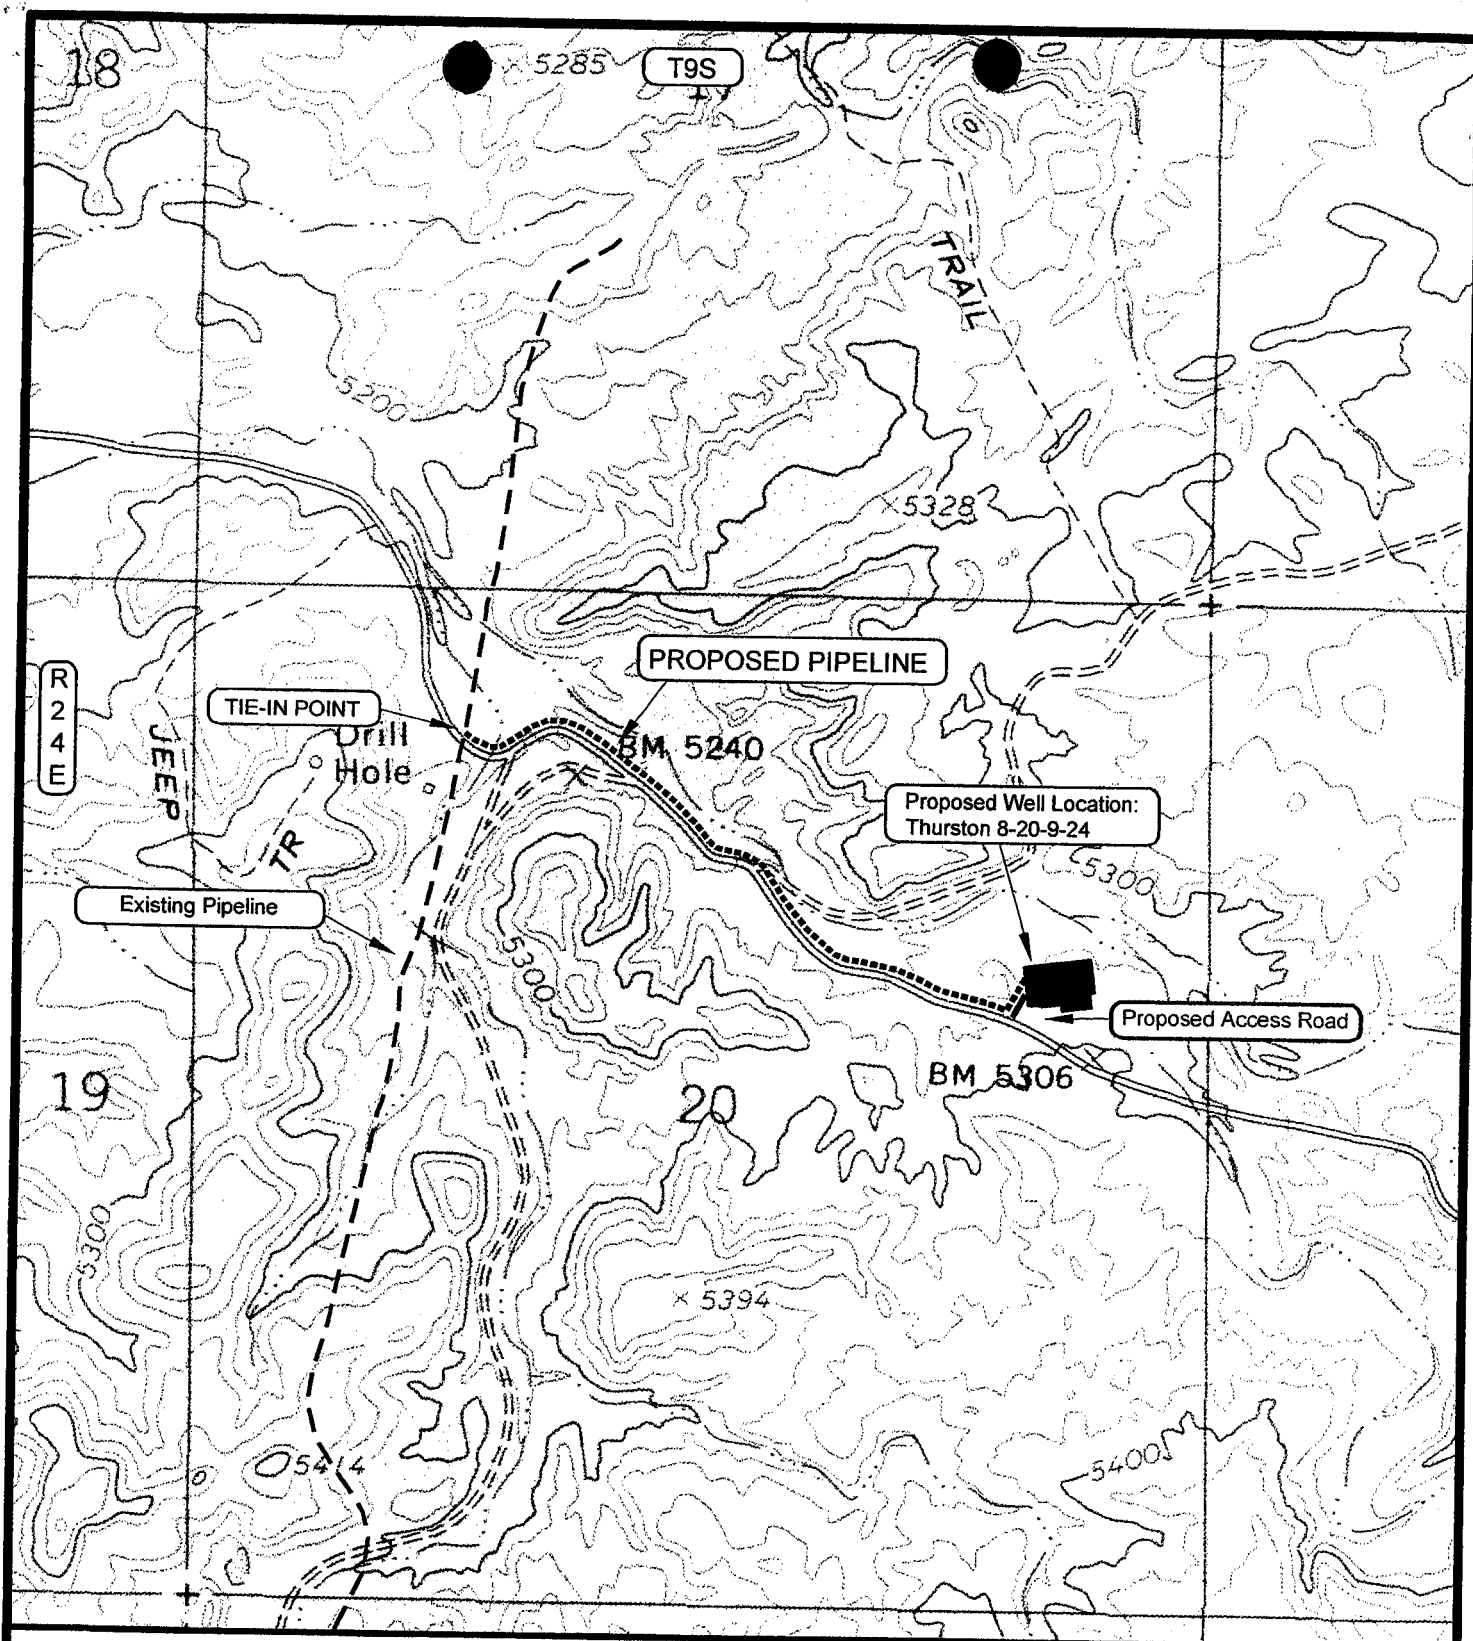 18
5285
T9S
TRAIL
5200
5328
R
2
4
E
PROPOSED PIPELINE
TIE-IN POINT
Drill
Hole
BM 5240
JEEP
TR
Proposed Well Location:
Thurston 8-20-9-24
5300
Existing Pipeline
5300
Proposed Access Road
19
20
BM 5306
5300
5394
5414
5400